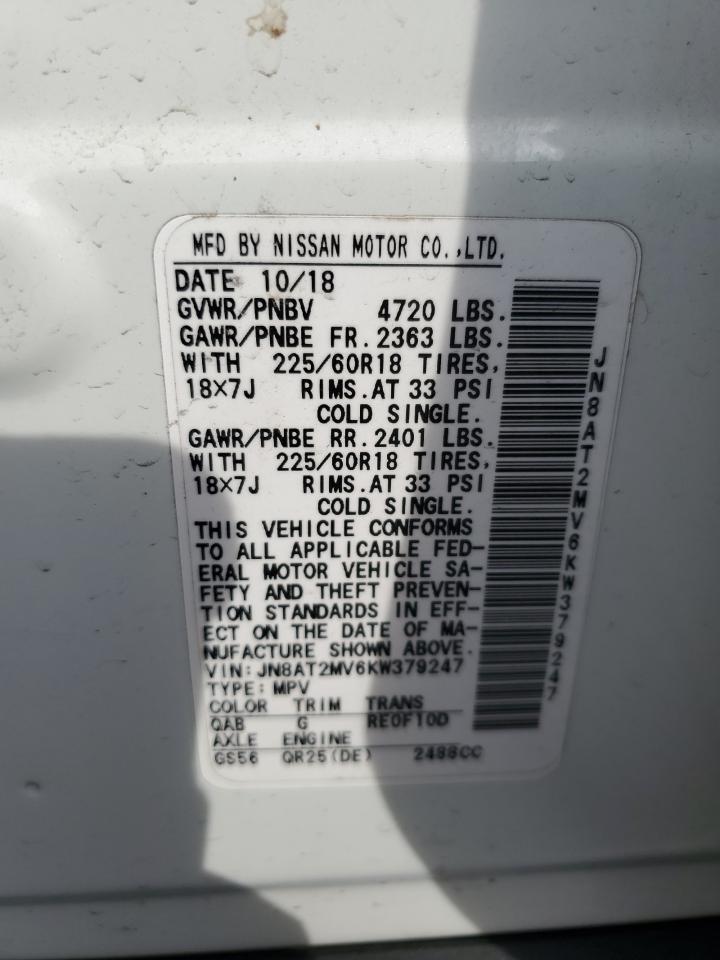 MFD BY NISSAN MOTOR CO.,LTD.
DATE 10/18
GVWR/PNBV 4720 LBS.
GAWR/PNBE FR.2363 LBS.
WITH 225/60R18 TIRES,
18×7J RIMS.AT 33 PSI
COLD SINGLE.
GAWR/PNBE RR.2401 LBS.
WITH 225/60R18 TIRES,
18×7J RIMS.AT 33 PSI
COLD SINGLE.
THIS VEHICLE CONFORMS
TO ALL APPLICABLE FED-
ERAL MOTOR VEHICLE SA-
FETY AND THEFT PREVEN-
TION STANDARDS IN EFF-
ECT ON THE DATE OF MA-
NUFACTURE SHOWN ABOVE.
VIN:JN8AT2MV6KW379247
TYPE:MPV
COLOR TRIM TRANS
QAB G RE0F10D
AXLE ENGINE
GS56 QR25(DE) 2488CC
JN8AT2MV6KW379247